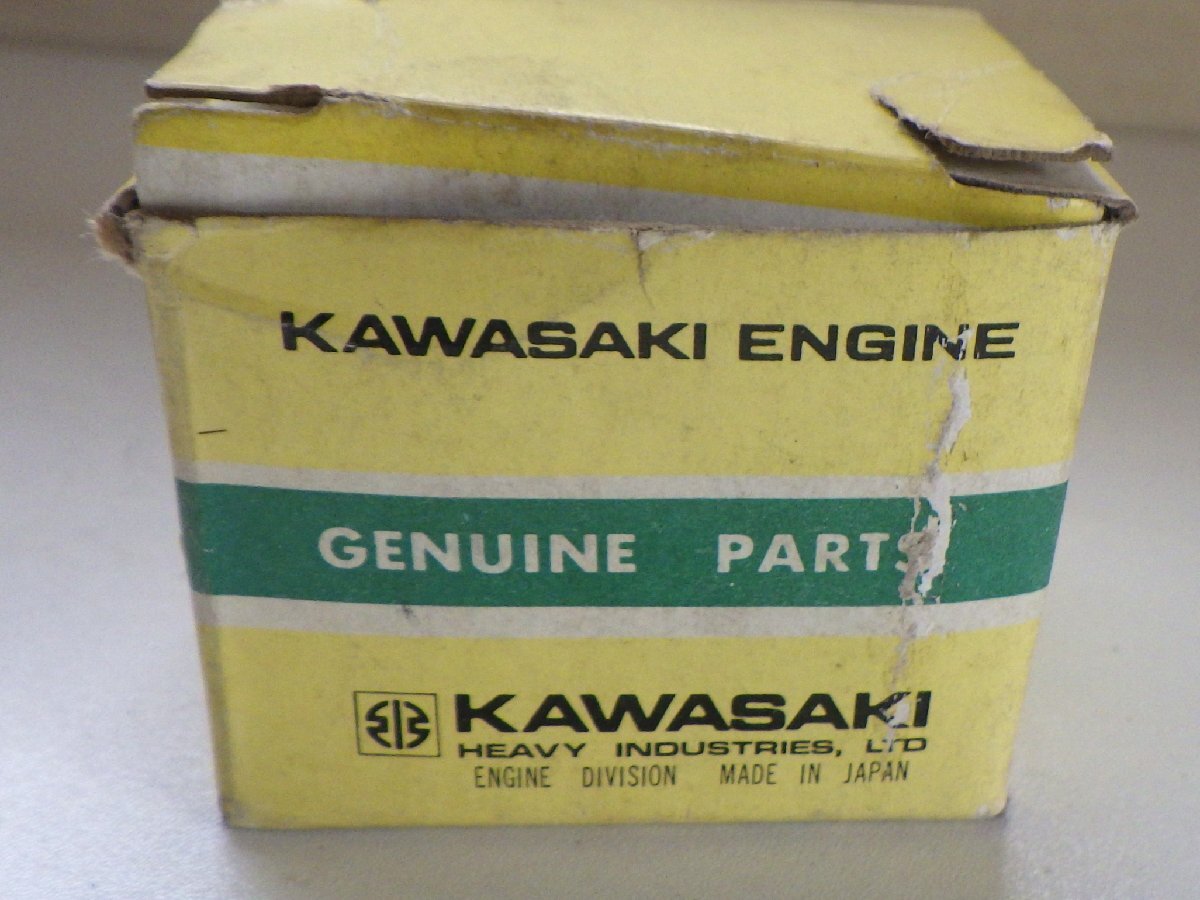 KAWASAKI ENGINE
GENUINE PARTS
KAWASAKI
HEAVY INDUSTRIES, LTD
ENGINE DIVISION MADE IN JAPAN